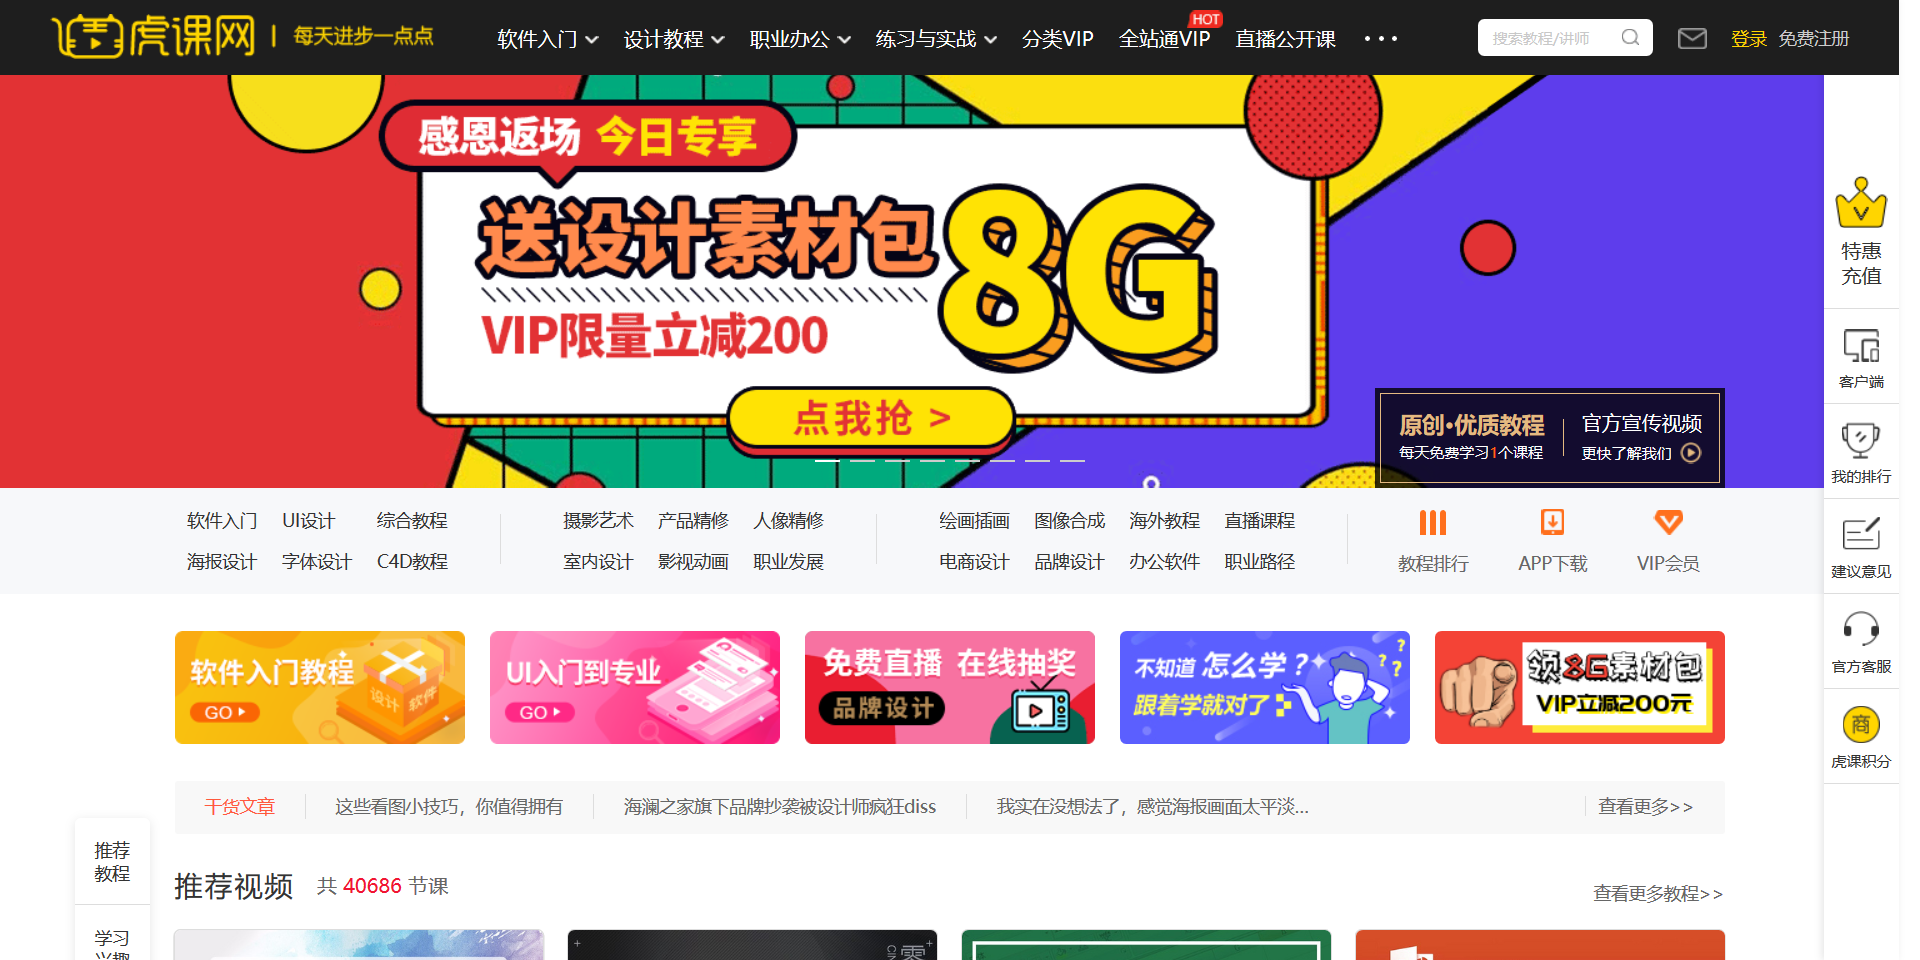 虎课网 | 每天进步一点点
软件入门 设计教程 职业办公 练习与实战 分类VIP 全站通VIP HOT 直播公开课 ···
搜索教程/讲师
登录 免费注册
感恩返场 今日专享
送设计素材包8G
VIP限量立减200
点我抢 >
原创•优质教程
每天免费学习1个课程
官方宣传视频
更快了解我们
特惠
充值
客户端
我的排行
建议意见
官方客服
商
虎课积分
软件入门 UI设计 综合教程
海报设计 字体设计 C4D教程
摄影艺术 产品精修 人像精修
室内设计 影视动画 职业发展
绘画插画 图像合成 海外教程 直播课程
电商设计 品牌设计 办公软件 职业路径
教程排行 APP下载 VIP会员
软件入门教程
GO
设计 软件
UI入门到专业
GO
免费直播 在线抽奖
品牌设计
不知道 怎么学?
跟着学就对了
领8G素材包
VIP立减200元
干货文章 这些看图小技巧，你值得拥有 海澜之家旗下品牌抄袭被设计师疯狂diss 我实在没想法了，感觉海报画面太平淡... 查看更多>>
推荐
教程
学习
推荐视频 共 40686 节课
查看更多教程>>